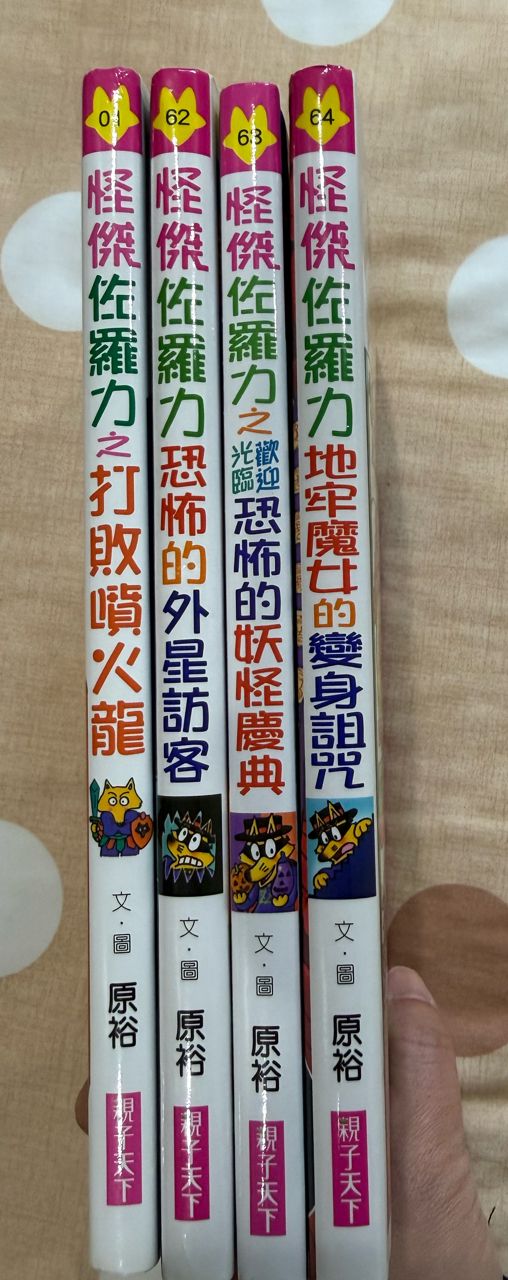 01
怪傑佐羅力之打敗噴火龍
文・圖 原裕
親子天下
62
怪傑佐羅力恐怖的外星訪客
文・圖 原裕
親子天下
63
怪傑佐羅力之歡迎光臨恐怖的妖怪慶典
文・圖 原裕
親子天下
64
怪傑佐羅力地牢魔女的變身詛咒
文・圖 原裕
親子天下